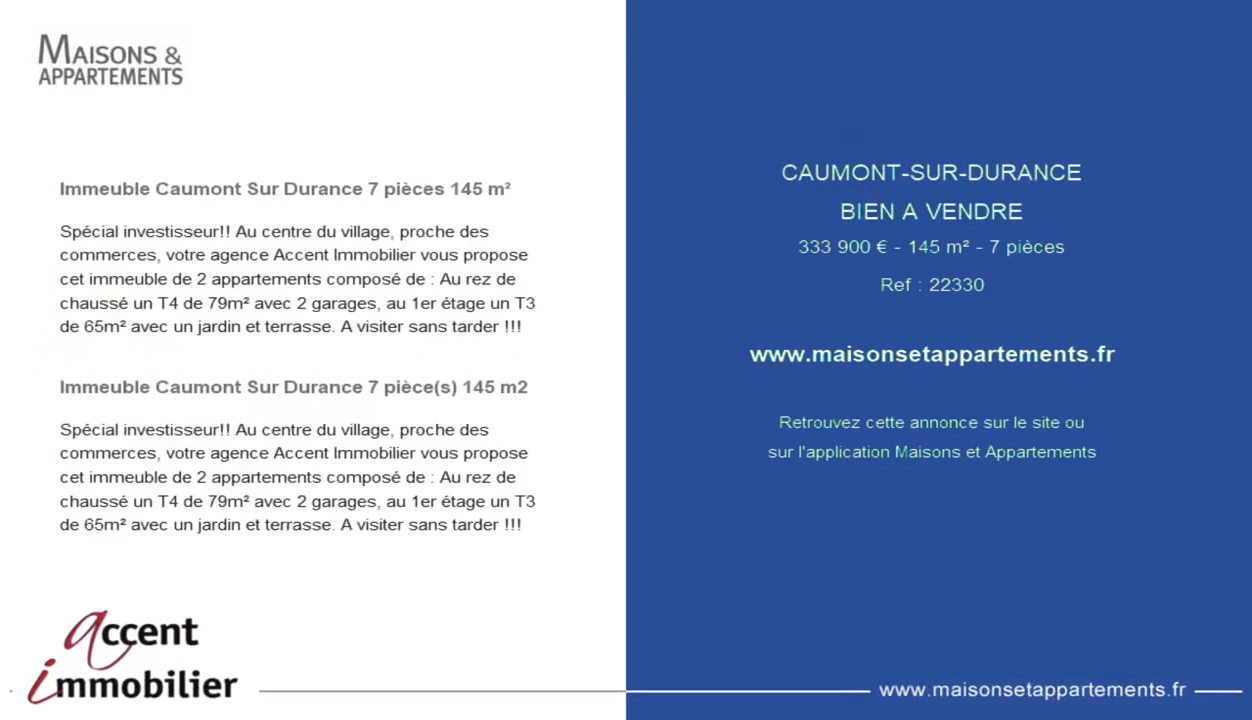 MAISONS &
APPARTEMENTS
Immeuble Caumont Sur Durance 7 pièces 145 m²
Spécial investisseur!! Au centre du village, proche des
commerces, votre agence Accent Immobilier vous propose
cet immeuble de 2 appartements composé de : Au rez de
chaussé un T4 de 79m² avec 2 garages, au 1er étage un T3
de 65m² avec un jardin et terrasse. A visiter sans tarder !!!
Immeuble Caumont Sur Durance 7 pièce(s) 145 m2
Spécial investisseur!! Au centre du village, proche des
commerces, votre agence Accent Immobilier vous propose
cet immeuble de 2 appartements composé de : Au rez de
chaussé un T4 de 79m² avec 2 garages, au 1er étage un T3
de 65m² avec un jardin et terrasse. A visiter sans tarder !!!
accent
immobilier
CAUMONT-SUR-DURANCE
BIEN A VENDRE
333 900 € - 145 m² - 7 pièces
Ref : 22330
www.maisonsetappartements.fr
Retrouvez cette annonce sur le site ou
sur l'application Maisons et Appartements
www.maisonsetappartements.fr